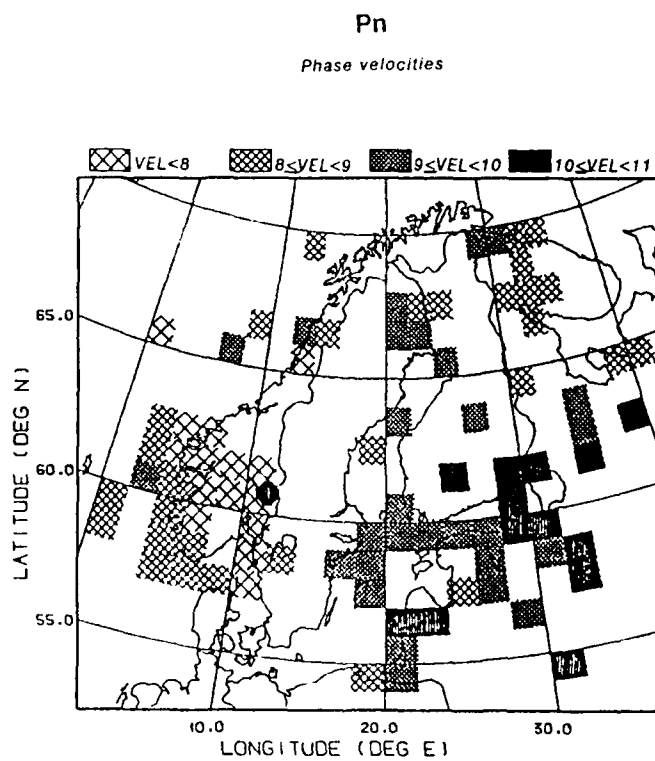 Pn
Phase velocities
VEL<8 8≤VEL<9 9≤VEL<10 10≤VEL<11
65.0
60.0
55.0
LATITUDE (DEG N)
10.0 20.0 30.0
LONGITUDE (DEG E)